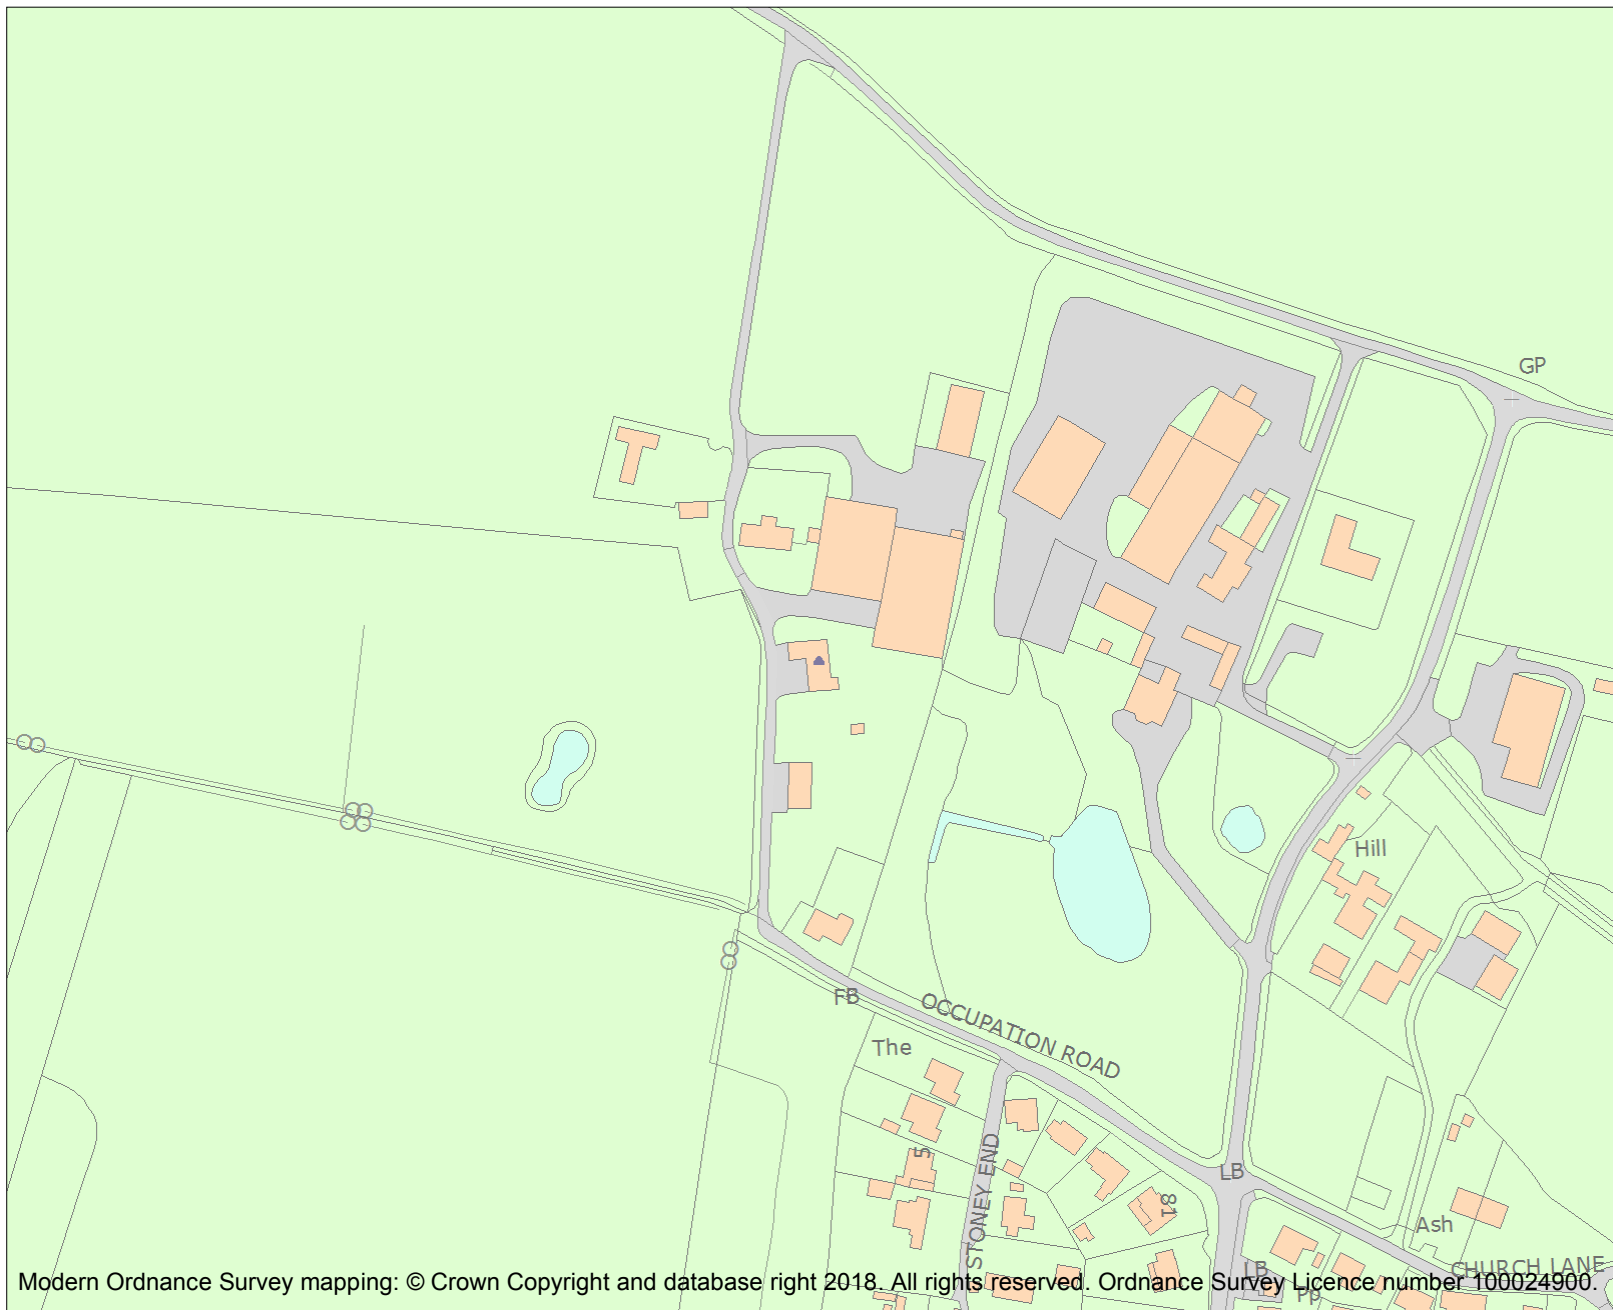 GP
Hill
FB
OCCUPATION ROAD
The
5
STONEY END
LB
81
Ash
CHURCH LANE
LB
Pp
Modern Ordnance Survey mapping: © Crown Copyright and database right 2018. All rights reserved. Ordnance Survey Licence number 100024900.